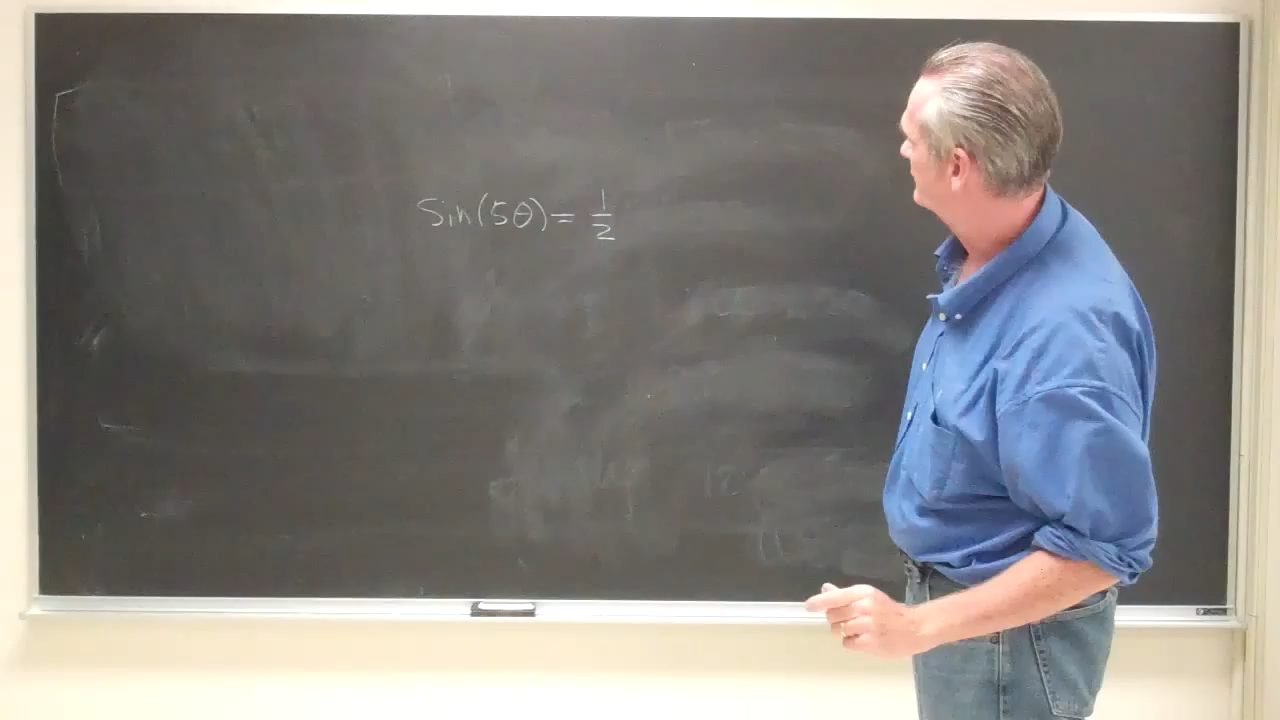 Sin(5θ) = 1/2